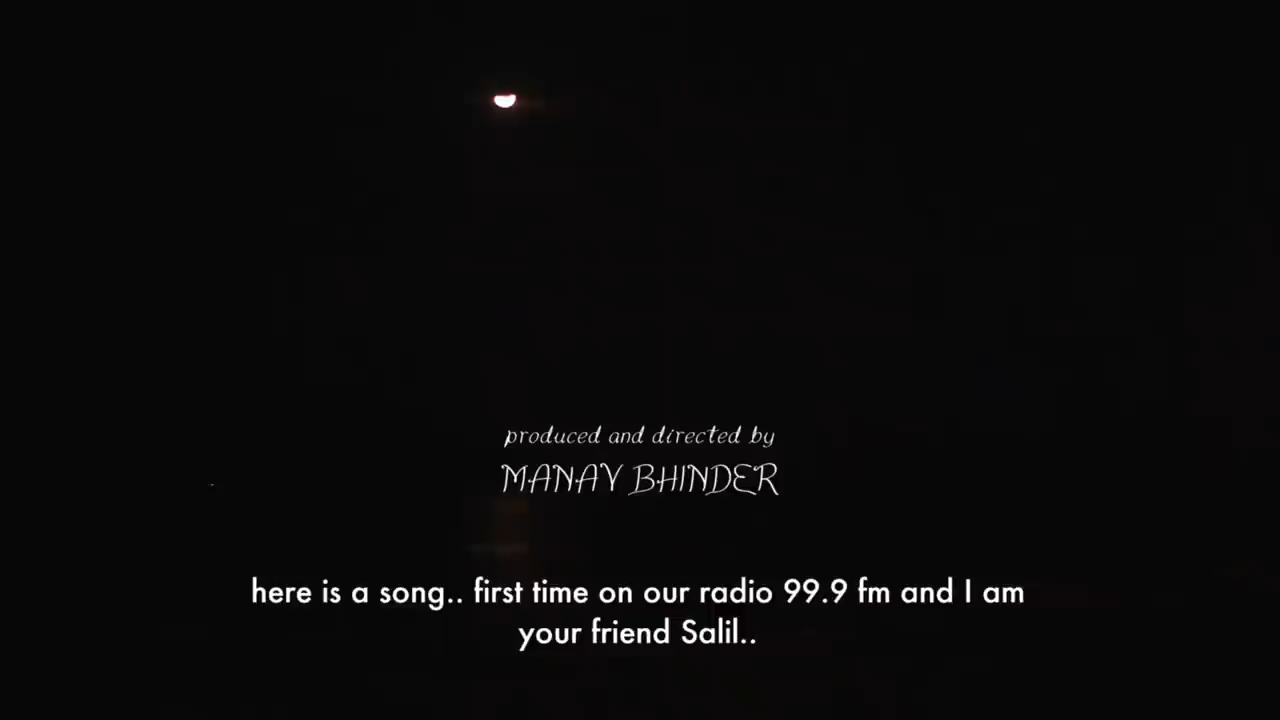 produced and directed by
MANAV BHINDER
here is a song.. first time on our radio 99.9 fm and I am
your friend Salil..